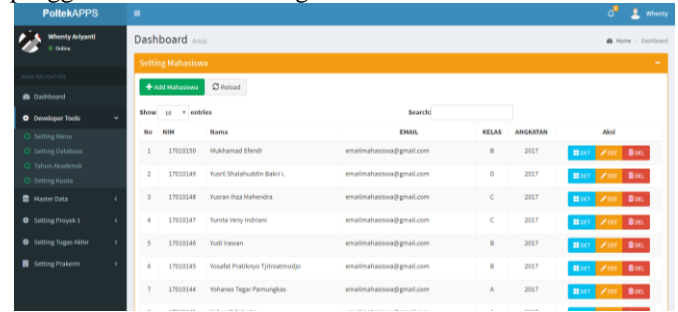 PoltekAPPS
Whenty
Whenty Ariyanti
Online
Dashboard Arsip
Home
Dashboard
MAIN NAVIGATION
Dashboard
Developer Tools
Setting Menu
Setting Database
Tahun Akademik
Setting Kuota
Master Data
Setting Proyek 1
Setting Tugas Akhir
Setting Prakerin
Setting Mahasiswa
Add Mahasiswa Reload
Show 10 entries Search:
No NIM Nama EMAIL KELAS ANGKATAN Aksi
1 17010150 Mukhamad Efendi emailmahasiswa@gmail.com B 2017 DET EDIT DEL
2 17010149 Yusril Shalahuddin Bakri I. emailmahasiswa@gmail.com D 2017 DET EDIT DEL
3 17010148 Yusran Ihza Mahendra emailmahasiswa@gmail.com C 2017 DET EDIT DEL
4 17010147 Yunita Veny Indriani emailmahasiswa@gmail.com C 2017 DET EDIT DEL
5 17010146 Yudi Irawan emailmahasiswa@gmail.com B 2017 DET EDIT DEL
6 17010145 Yosafat Pratiknyo Tjitroatmodjo emailmahasiswa@gmail.com B 2017 DET EDIT DEL
7 17010144 Yohanes Tegar Pamungkas emailmahasiswa@gmail.com A 2017 DET EDIT DEL